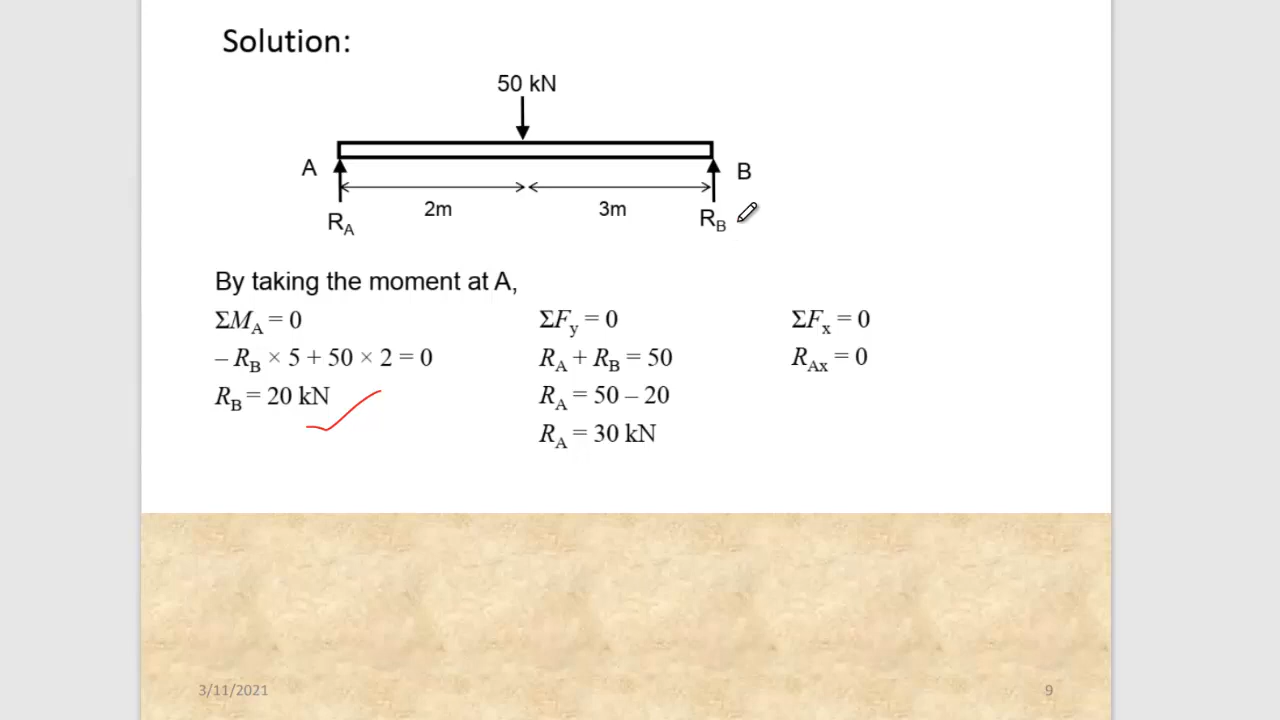 Solution:
50 kN
A
B
2m
3m
R_A
R_B
By taking the moment at A,
ΣM_A = 0
– R_B × 5 + 50 × 2 = 0
R_B = 20 kN
ΣF_y = 0
R_A + R_B = 50
R_A = 50 – 20
R_A = 30 kN
ΣF_x = 0
R_Ax = 0
3/11/2021
9